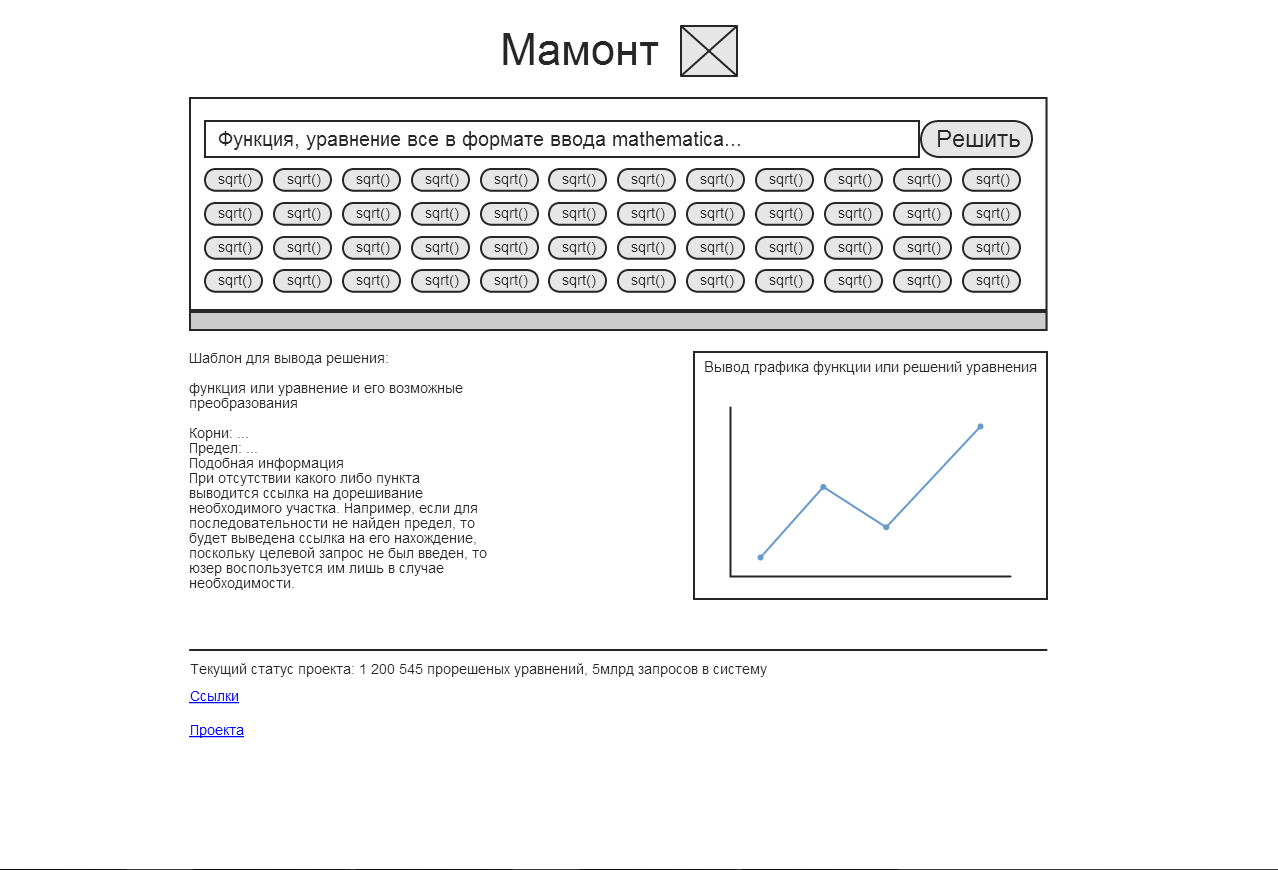 Мамонт
Функция, уравнение все в формате ввода mathematica...
Решить
sqrt() sqrt() sqrt() sqrt() sqrt() sqrt() sqrt() sqrt() sqrt() sqrt() sqrt() sqrt()
sqrt() sqrt() sqrt() sqrt() sqrt() sqrt() sqrt() sqrt() sqrt() sqrt() sqrt() sqrt()
sqrt() sqrt() sqrt() sqrt() sqrt() sqrt() sqrt() sqrt() sqrt() sqrt() sqrt() sqrt()
sqrt() sqrt() sqrt() sqrt() sqrt() sqrt() sqrt() sqrt() sqrt() sqrt() sqrt() sqrt()
Шаблон для вывода решения:
функция или уравнение и его возможные
преобразования
Корни: ...
Предел: ...
Подобная информация
При отсутствии какого либо пункта
выводится ссылка на дорешивание
необходимого участка. Например, если для
последовательности не найден предел, то
будет выведена ссылка на его нахождение,
поскольку целевой запрос не был введен, то
юзер воспользуется им лишь в случае
необходимости.
Вывод графика функции или решений уравнения
Текущий статус проекта: 1 200 545 прорешеных уравнений, 5млрд запросов в систему
Ссылки
Проекта